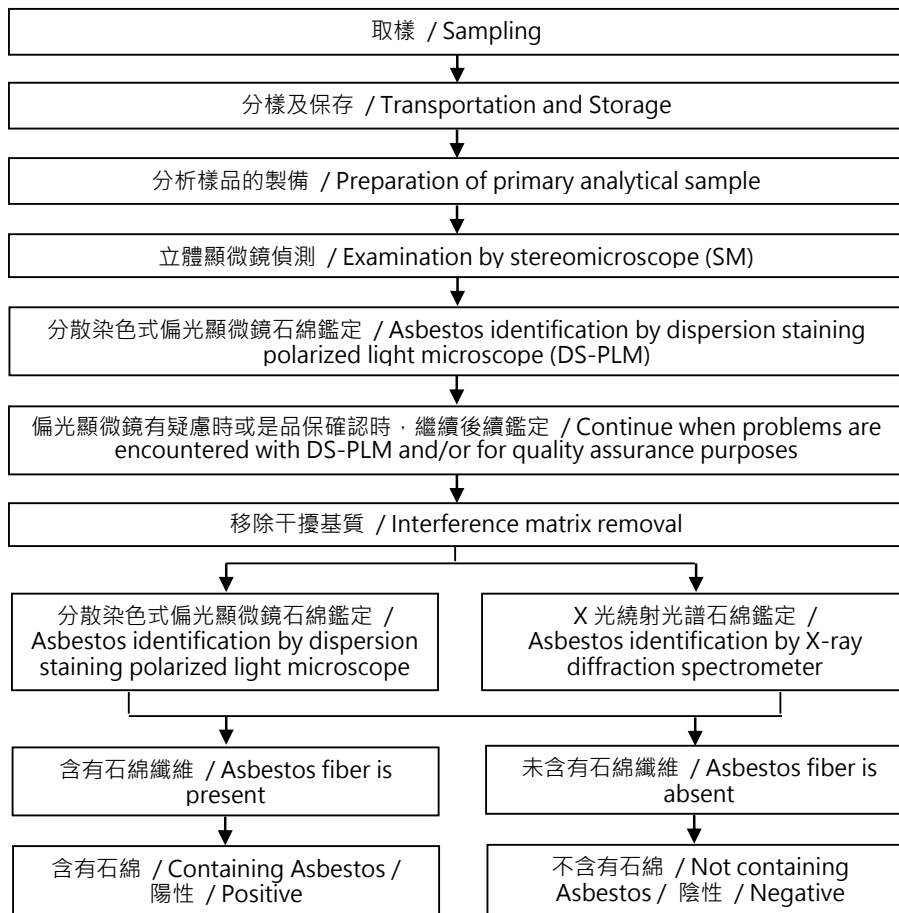 取樣 / Sampling
分樣及保存 / Transportation and Storage
分析樣品的製備 / Preparation of primary analytical sample
立體顯微鏡偵測 / Examination by stereomicroscope (SM)
分散染色式偏光顯微鏡石綿鑑定 / Asbestos identification by dispersion staining
polarized light microscope (DS-PLM)
偏光顯微鏡有疑慮時或是品保確認時，繼續後續鑑定 / Continue when problems are
encountered with DS-PLM and/or for quality assurance purposes
移除干擾基質 / Interference matrix removal
分散染色式偏光顯微鏡石綿鑑定 /
Asbestos identification by dispersion
staining polarized light microscope
X 光繞射光譜石綿鑑定 /
Asbestos identification by X-ray
diffraction spectrometer
含有石綿纖維 / Asbestos fiber is
present
未含有石綿纖維 / Asbestos fiber is
absent
含有石綿 / Containing Asbestos /
陽性 / Positive
不含有石綿 / Not containing
Asbestos / 陰性 / Negative